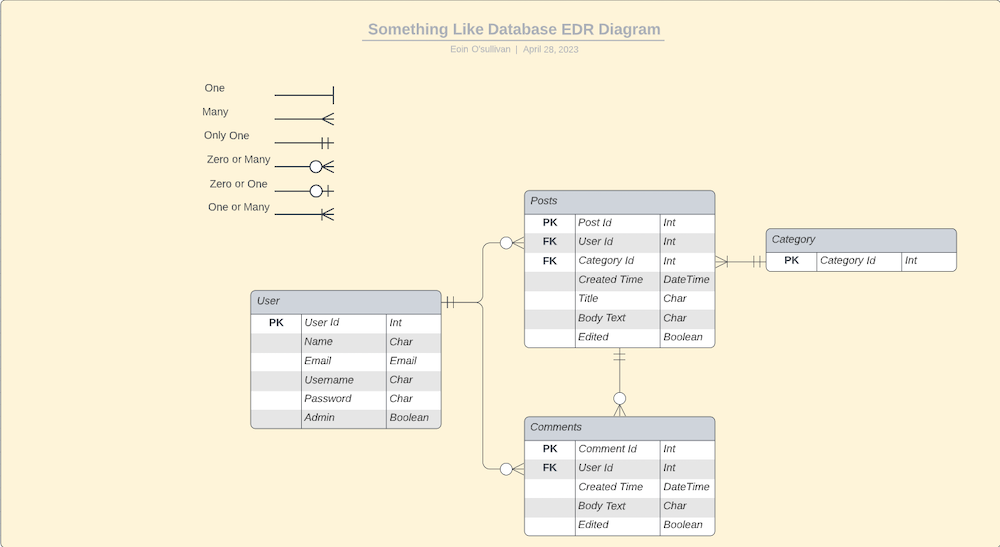 Something Like Database EDR Diagram
Eoin O'sullivan | April 28, 2023
One
Many
Only One
Zero or Many
Zero or One
One or Many
Posts
PK Post Id Int
FK User Id Int
FK Category Id Int
Created Time DateTime
Title Char
Body Text Char
Edited Boolean
Category
PK Category Id Int
User
PK User Id Int
Name Char
Email Email
Username Char
Password Char
Admin Boolean
Comments
PK Comment Id Int
FK User Id Int
Created Time DateTime
Body Text Char
Edited Boolean